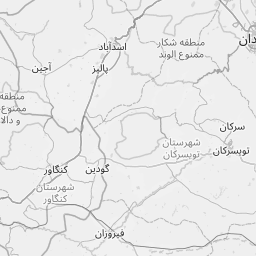 اسدآباد
منطقه شکار
ممنوع الوند
دان
آجین
پالیز
منطقه
ممنوع
و دالا
سرکان
شهرستان
تویسرکان
تویسرکان
کنگاور
گودین
شهرستان
کنگاور
فیروزان